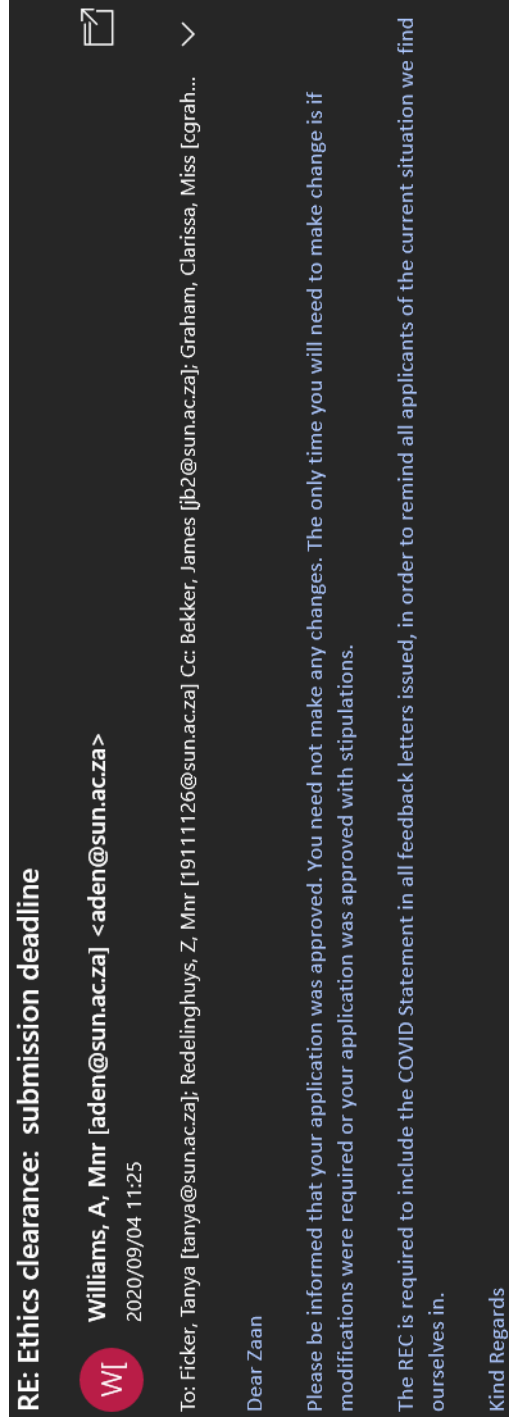 RE: Ethics clearance: submission deadline
W[
Williams, A, Mnr [aden@sun.ac.za] <aden@sun.ac.za>
2020/09/04 11:25
To: Ficker, Tanya [tanya@sun.ac.za]; Redelinghuys, Z, Mnr [19111126@sun.ac.za] Cc: Bekker, James [jb2@sun.ac.za]; Graham, Clarissa, Miss [cgrah...
Dear Zaan
Please be informed that your application was approved. You need not make any changes. The only time you will need to make change is if
modifications were required or your application was approved with stipulations.
The REC is required to include the COVID Statement in all feedback letters issued, in order to remind all applicants of the current situation we find
ourselves in.
Kind Regards